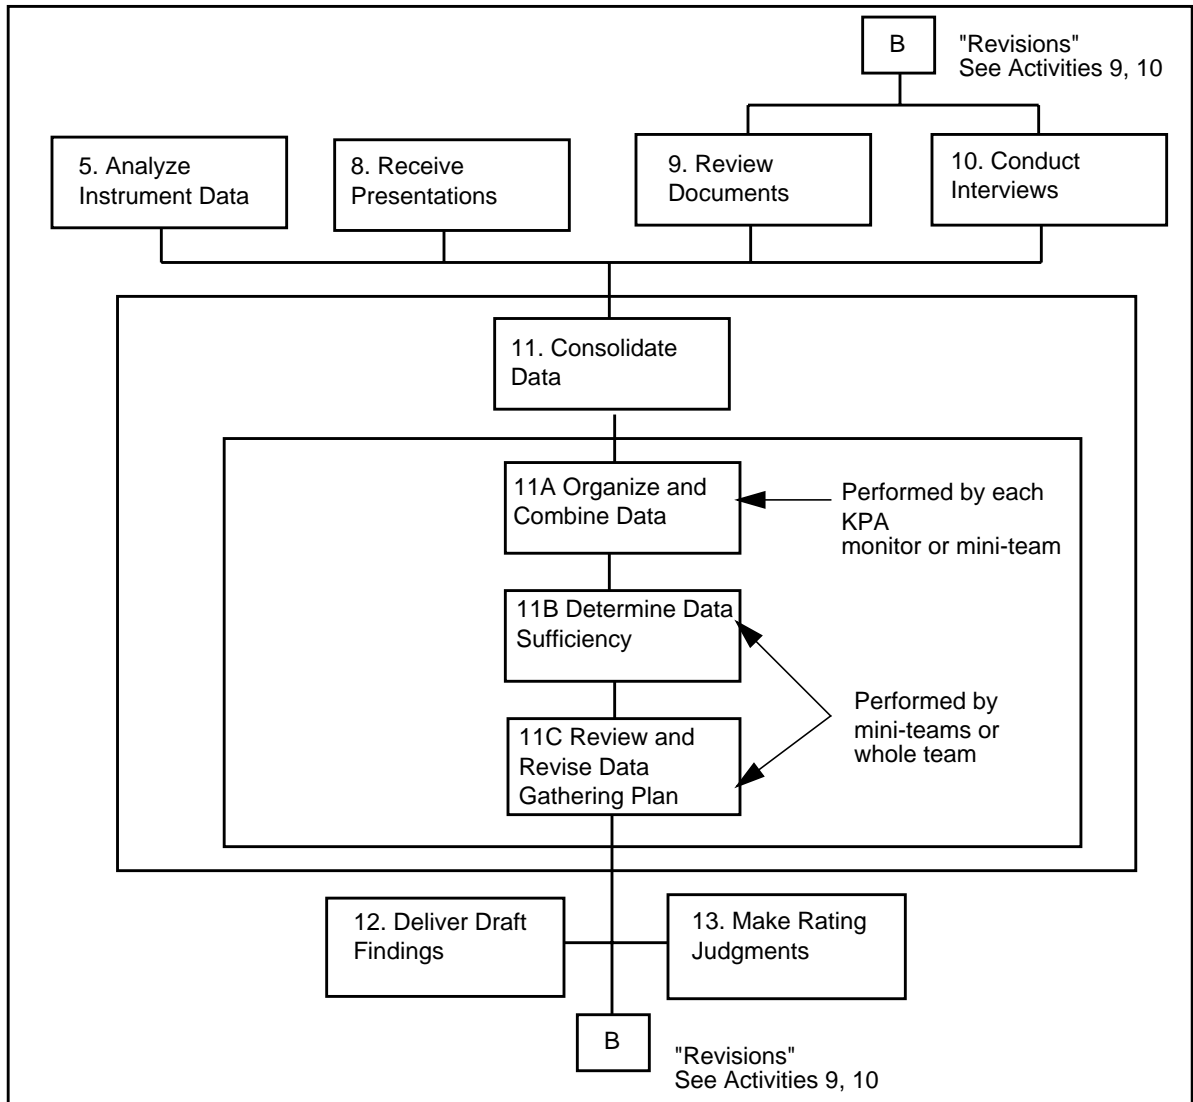 B
"Revisions"
See Activities 9, 10
5. Analyze
Instrument Data
8. Receive
Presentations
9. Review
Documents
10. Conduct
Interviews
11. Consolidate
Data
11A Organize and
Combine Data
Performed by each
KPA
monitor or mini-team
11B Determine Data
Sufficiency
11C Review and
Revise Data
Gathering Plan
Performed by
mini-teams or
whole team
12. Deliver Draft
Findings
13. Make Rating
Judgments
B
"Revisions"
See Activities 9, 10